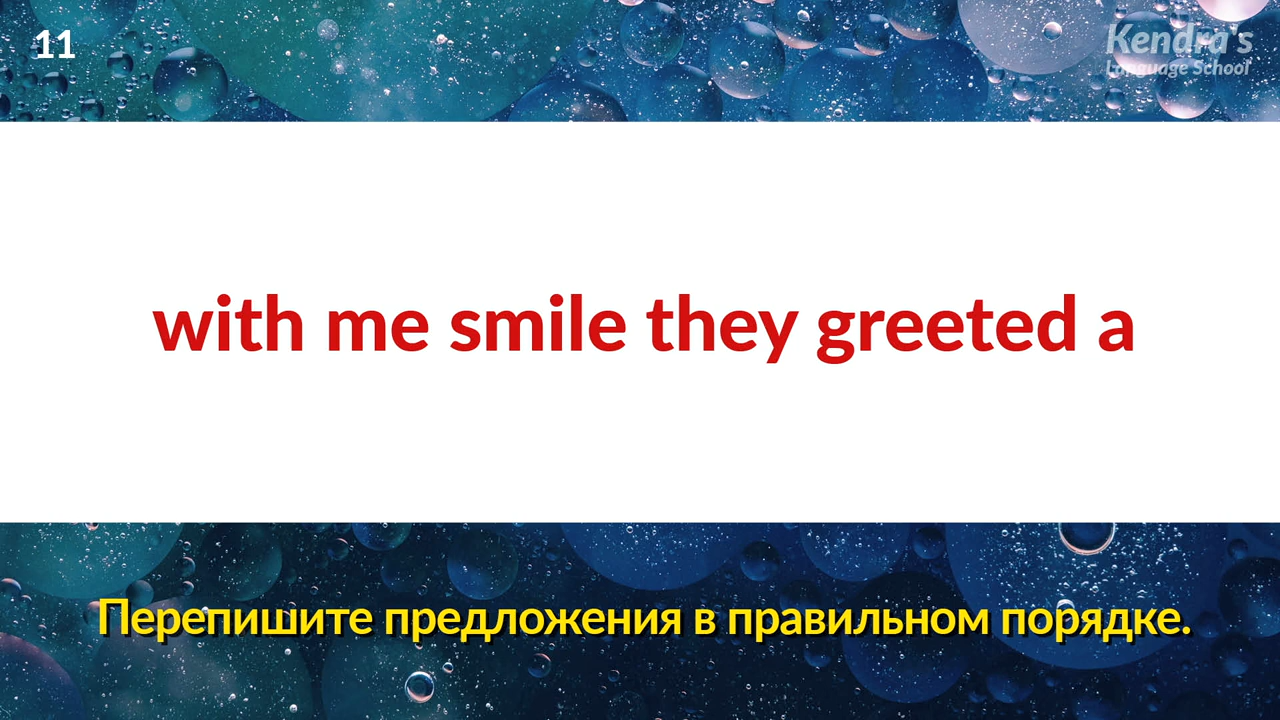 11
Kendra's
Language School
with me smile they greeted a
Перепишите предложения в правильном порядке.